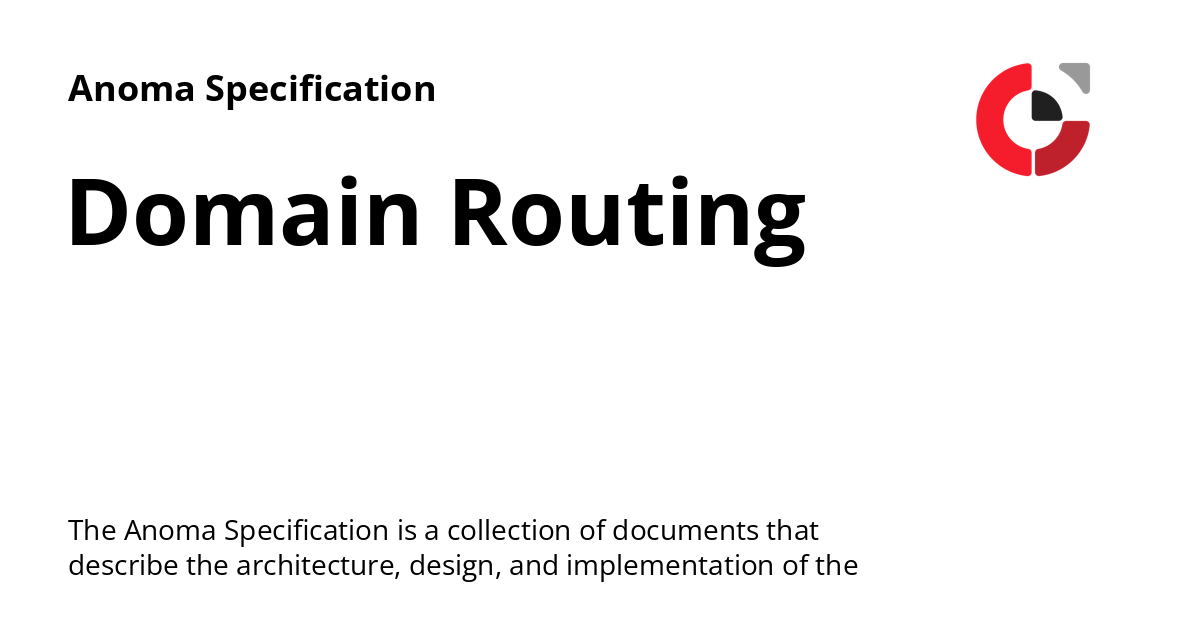 Anoma Specification
Domain Routing
The Anoma Specification is a collection of documents that
describe the architecture, design, and implementation of the